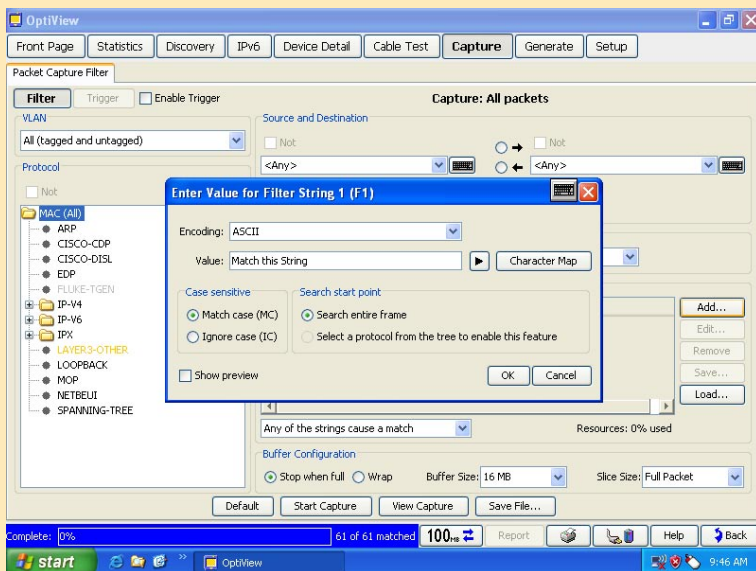 OptiView
Front Page Statistics Discovery IPv6 Device Detail Cable Test Capture Generate Setup
Packet Capture Filter
Filter Trigger Enable Trigger Capture: All packets
VLAN
All (tagged and untagged)
Source and Destination
Not Not
<Any> <Any>
Protocol
Not
MAC (All)
ARP
CISCO-CDP
CISCO-DISL
EDP
FLUKE-TGEN
IP-V4
IP-V6
IPX
LAYER3-OTHER
LOOPBACK
MOP
NETBEUI
SPANNING-TREE
Enter Value for Filter String 1 (F1)
Encoding: ASCII
Value: Match this String Character Map
Case sensitive
Match case (MC)
Ignore case (IC)
Search start point
Search entire frame
Select a protocol from the tree to enable this feature
Show preview OK Cancel
Add...
Edit...
Remove
Save...
Load...
Any of the strings cause a match Resources: 0% used
Buffer Configuration
Stop when full Wrap Buffer Size: 16 MB Slice Size: Full Packet
Default Start Capture View Capture Save File...
Complete: 0% 61 of 61 matched 100 Report Help Back
start OptiView 9:46 AM